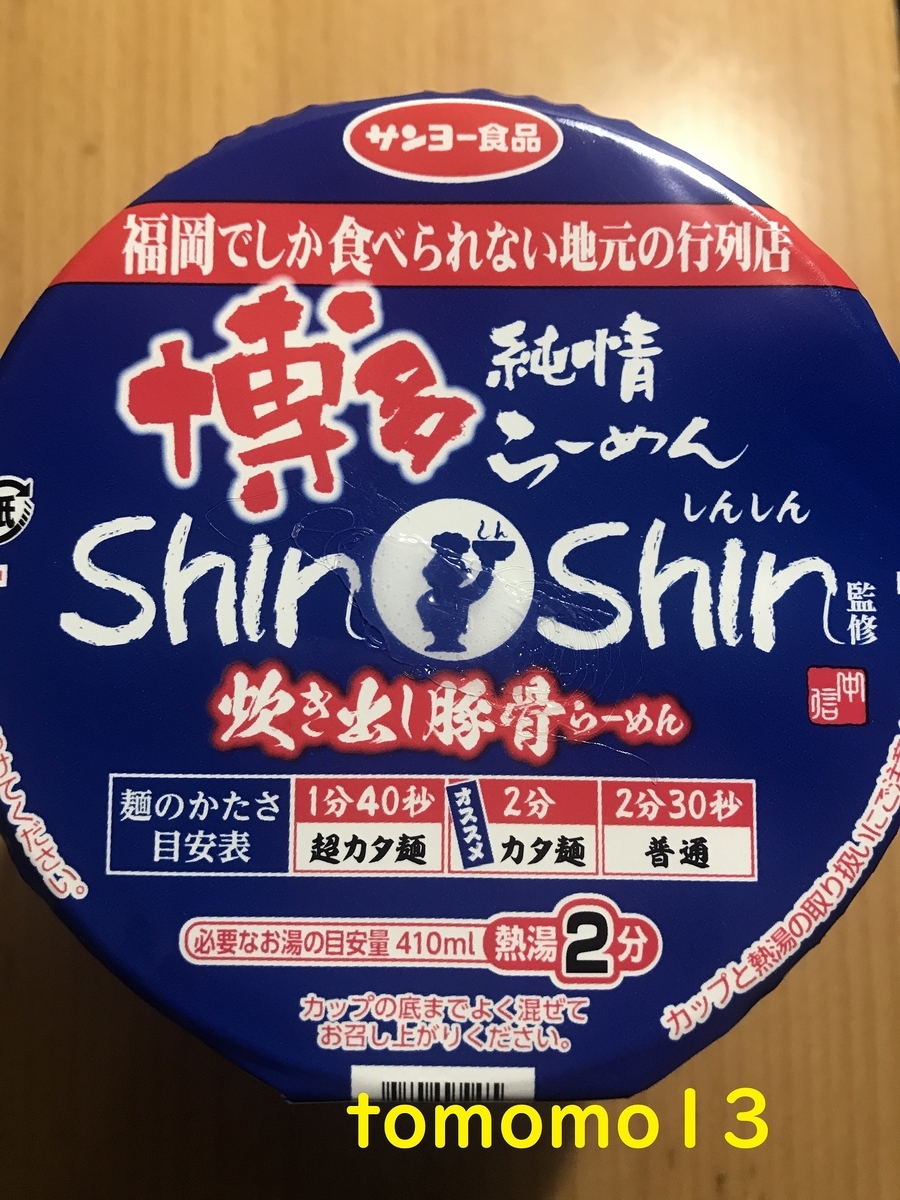 サンヨー食品
福岡でしか食べられない地元の行列店
博多
純情
らーめん
しんしん
Shin
しん
Shin
監修
炊き出し豚骨らーめん
麺のかたさ
目安表
1分40秒
超カタ麺
オススメ
2分
カタ麺
2分30秒
普通
必要なお湯の目安量 410ml
熱湯2分
カップの底までよく混ぜて
お召し上がりください。
カップと熱湯の取り扱いにご注意
紙
tomomo13